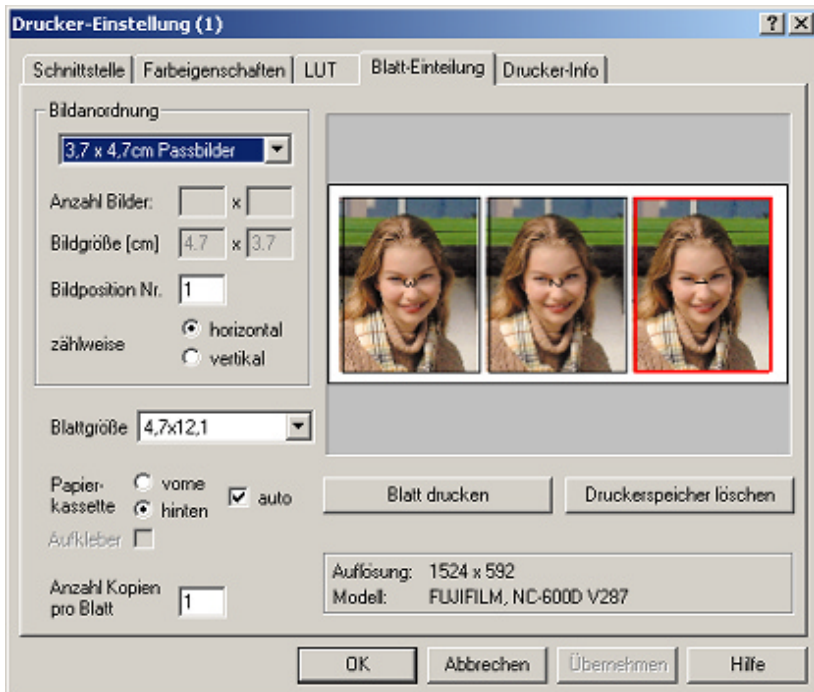 Drucker-Einstellung (1)
Schnittstelle Farbeigenschaften LUT Blatt-Einteilung Drucker-Info
Bildanordnung
3,7 x 4,7cm Passbilder
Anzahl Bilder: x
Bildgröße [cm] 4.7 x 3.7
Bildposition Nr. 1
zählweise
horizontal
vertikal
Blattgröße 4,7x12,1
Papier-
kassette
vorne
hinten
auto
Aufkleber
Anzahl Kopien
pro Blatt
1
Blatt drucken Druckerspeicher löschen
Auflösung: 1524 x 592
Modell: FUJIFILM, NC-600D V287
OK Abbrechen Übernehmen Hilfe